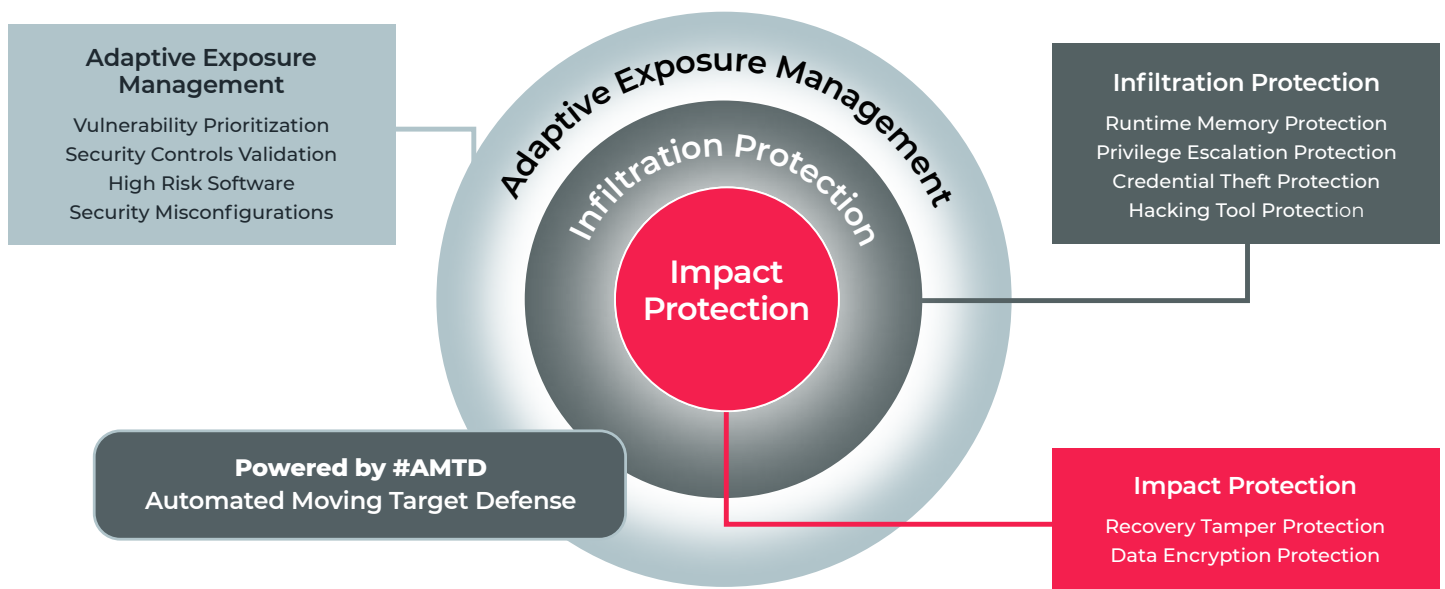 Adaptive Exposure
Management
Vulnerability Prioritization
Security Controls Validation
High Risk Software
Security Misconfigurations
Adaptive Exposure Management
Infiltration Protection
Impact
Protection
Infiltration Protection
Runtime Memory Protection
Privilege Escalation Protection
Credential Theft Protection
Hacking Tool Protection
Powered by #AMTD
Automated Moving Target Defense
Impact Protection
Recovery Tamper Protection
Data Encryption Protection